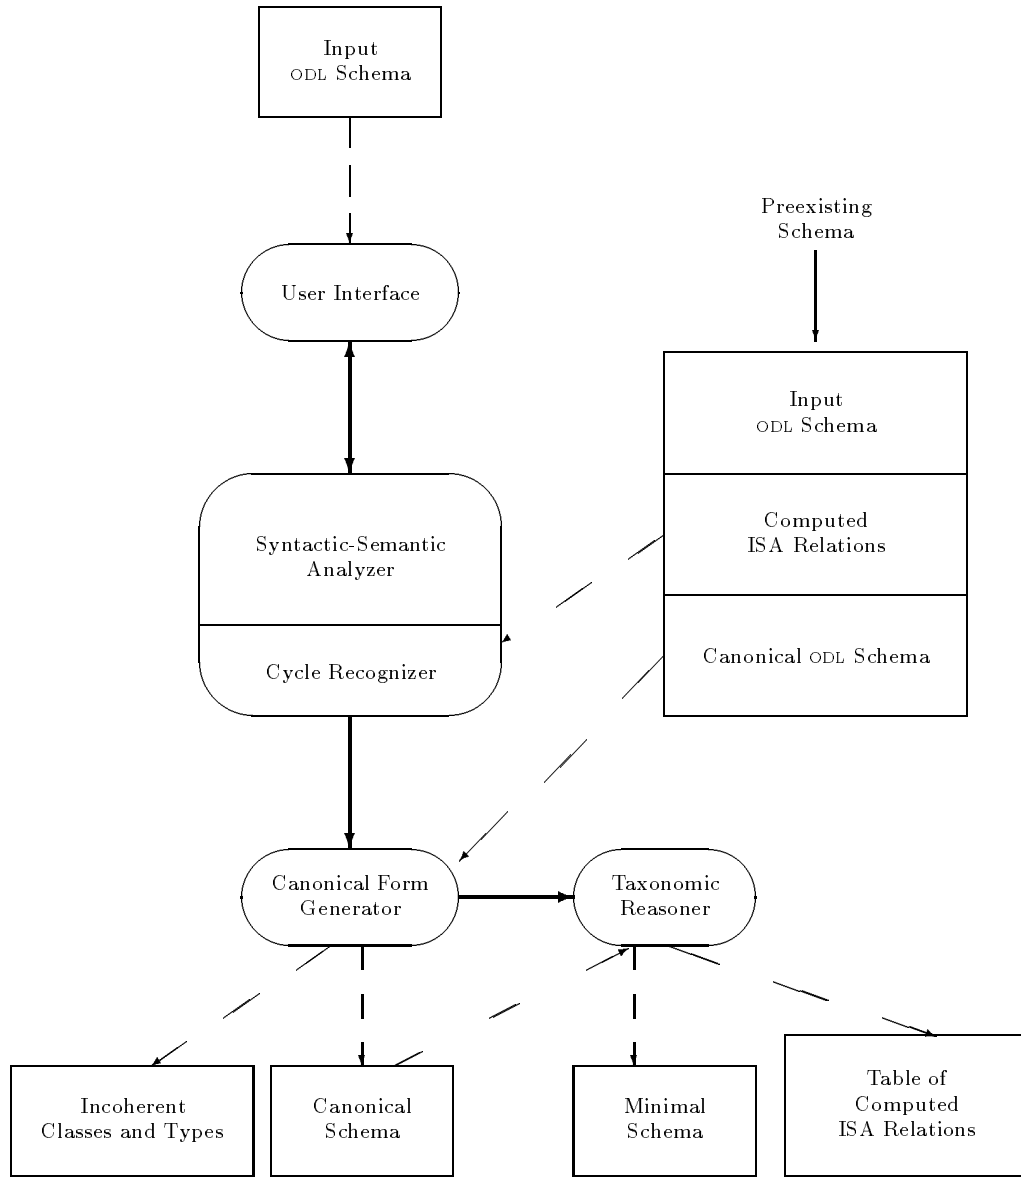 Input
ODL Schema
Preexisting
Schema
User Interface
Input
ODL Schema
Computed
ISA Relations
Syntactic-Semantic
Analyzer
Canonical ODL Schema
Cycle Recognizer
Canonical Form
Generator
Taxonomic
Reasoner
Incoherent
Classes and Types
Canonical
Schema
Minimal
Schema
Table of
Computed
ISA Relations